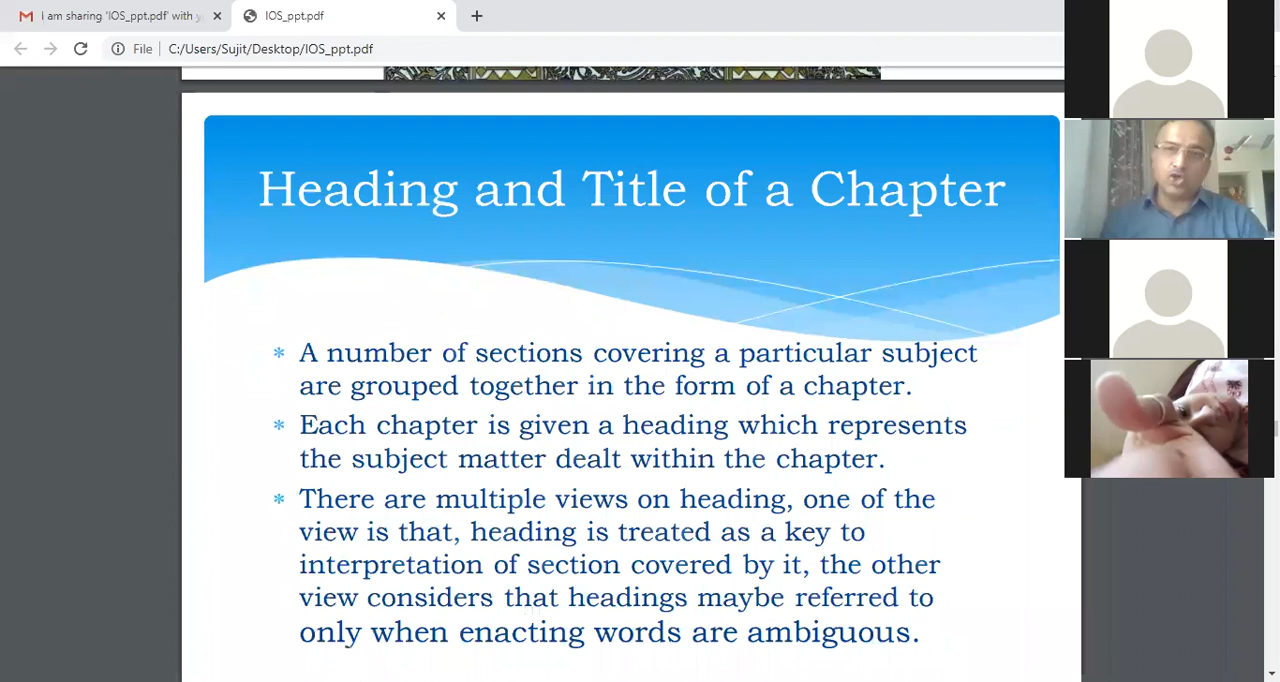 I am sharing 'IOS_ppt.pdf' with
IOS_ppt.pdf
File
C:/Users/Sujit/Desktop/IOS_ppt.pdf
Heading and Title of a Chapter
* A number of sections covering a particular subject
are grouped together in the form of a chapter.
* Each chapter is given a heading which represents
the subject matter dealt within the chapter.
* There are multiple views on heading, one of the
view is that, heading is treated as a key to
interpretation of section covered by it, the other
view considers that headings maybe referred to
only when enacting words are ambiguous.